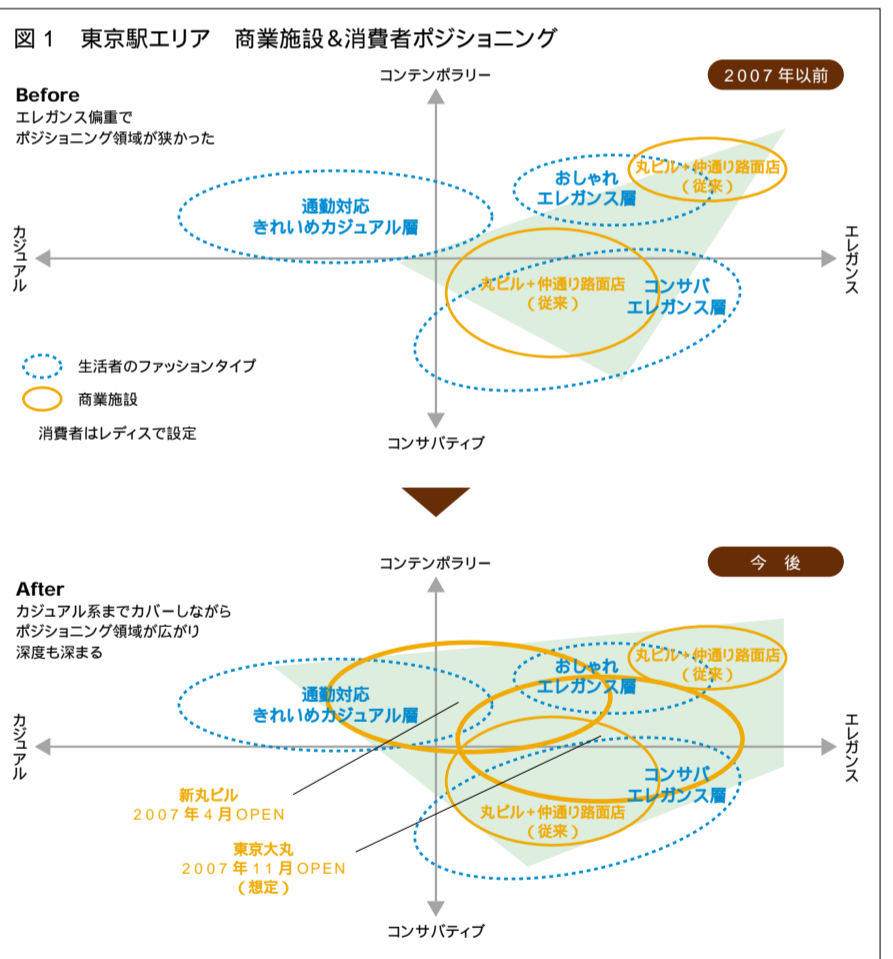 図1 東京駅エリア 商業施設&消費者ポジショニング
2007年以前
コンテンポラリー
Before
エレガンス偏重で
ポジショニング領域が狭かった
丸ビル+仲通り路面店
(従来)
おしゃれ
エレガンス層
通勤対応
きれいめカジュアル層
カジュアル
エレガンス
丸ビル+仲通り路面店
(従来)
コンサバ
エレガンス層
生活者のファッションタイプ
商業施設
消費者はレディスで設定
コンサバティブ
今後
コンテンポラリー
After
カジュアル系までカバーしながら
ポジショニング領域が広がり
深度も深まる
丸ビル+仲通り路面店
(従来)
おしゃれ
エレガンス層
通勤対応
きれいめカジュアル層
カジュアル
エレガンス
コンサバ
エレガンス層
丸ビル+仲通り路面店
(従来)
新丸ビル
2007年4月OPEN
東京大丸
2007年11月OPEN
(想定)
コンサバティブ